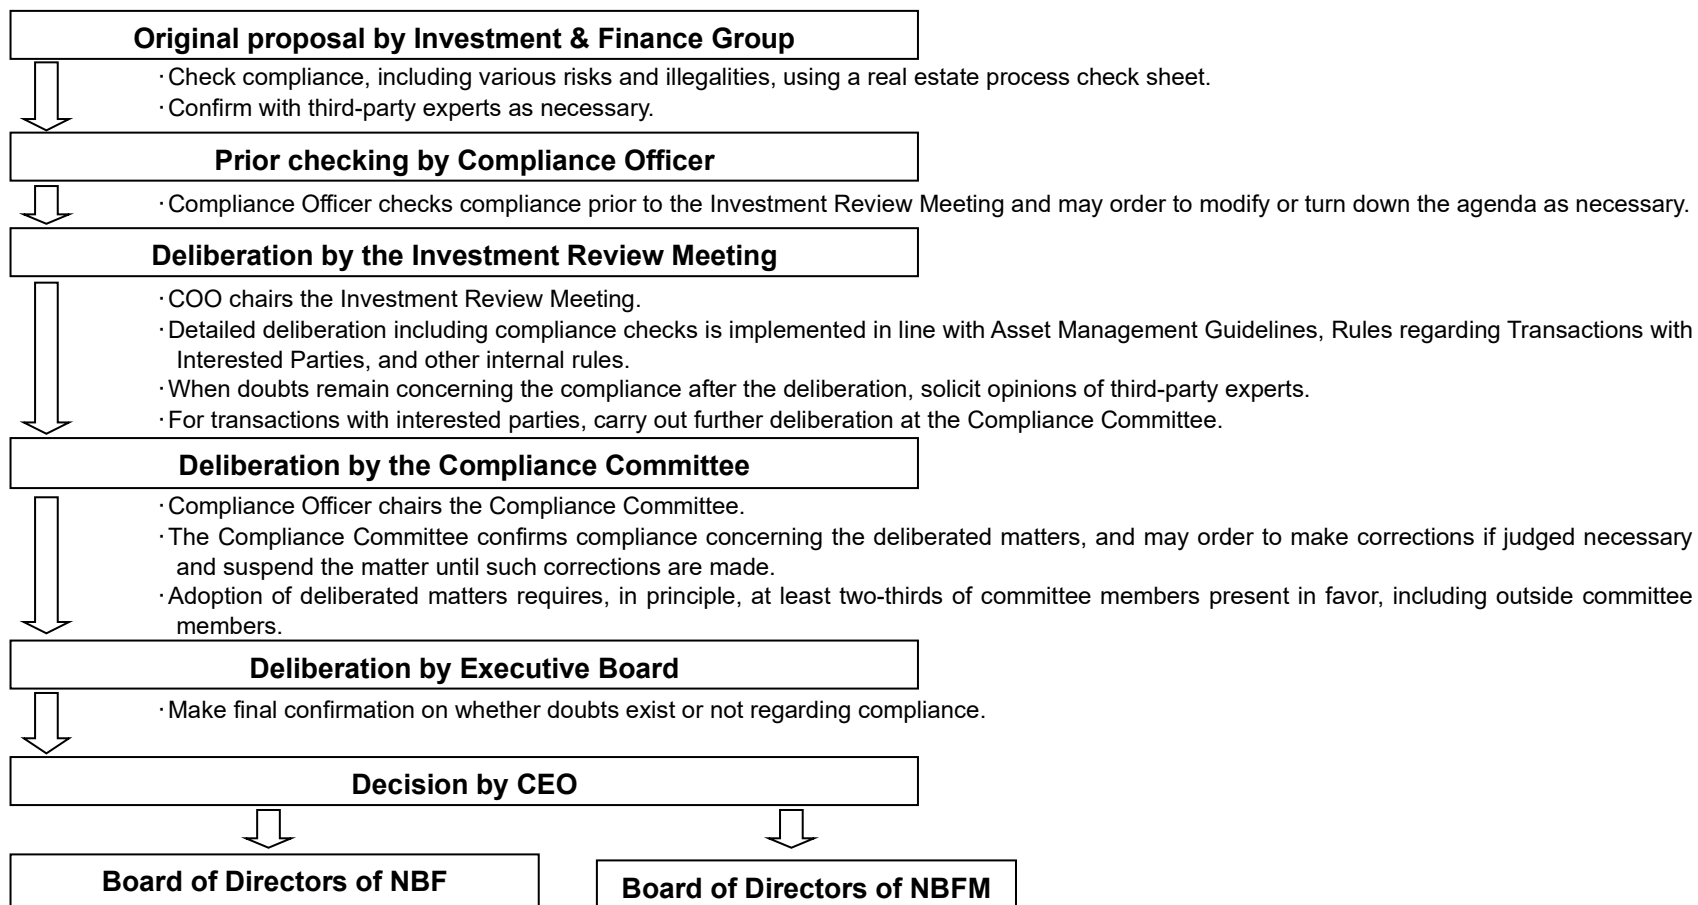 Original proposal by Investment & Finance Group
·Check compliance, including various risks and illegalities, using a real estate process check sheet.
·Confirm with third-party experts as necessary.
Prior checking by Compliance Officer
·Compliance Officer checks compliance prior to the Investment Review Meeting and may order to modify or turn down the agenda as necessary.
Deliberation by the Investment Review Meeting
·COO chairs the Investment Review Meeting.
·Detailed deliberation including compliance checks is implemented in line with Asset Management Guidelines, Rules regarding Transactions with
Interested Parties, and other internal rules.
·When doubts remain concerning the compliance after the deliberation, solicit opinions of third-party experts.
·For transactions with interested parties, carry out further deliberation at the Compliance Committee.
Deliberation by the Compliance Committee
·Compliance Officer chairs the Compliance Committee.
·The Compliance Committee confirms compliance concerning the deliberated matters, and may order to make corrections if judged necessary
and suspend the matter until such corrections are made.
·Adoption of deliberated matters requires, in principle, at least two-thirds of committee members present in favor, including outside committee
members.
Deliberation by Executive Board
·Make final confirmation on whether doubts exist or not regarding compliance.
Decision by CEO
Board of Directors of NBF
Board of Directors of NBFM